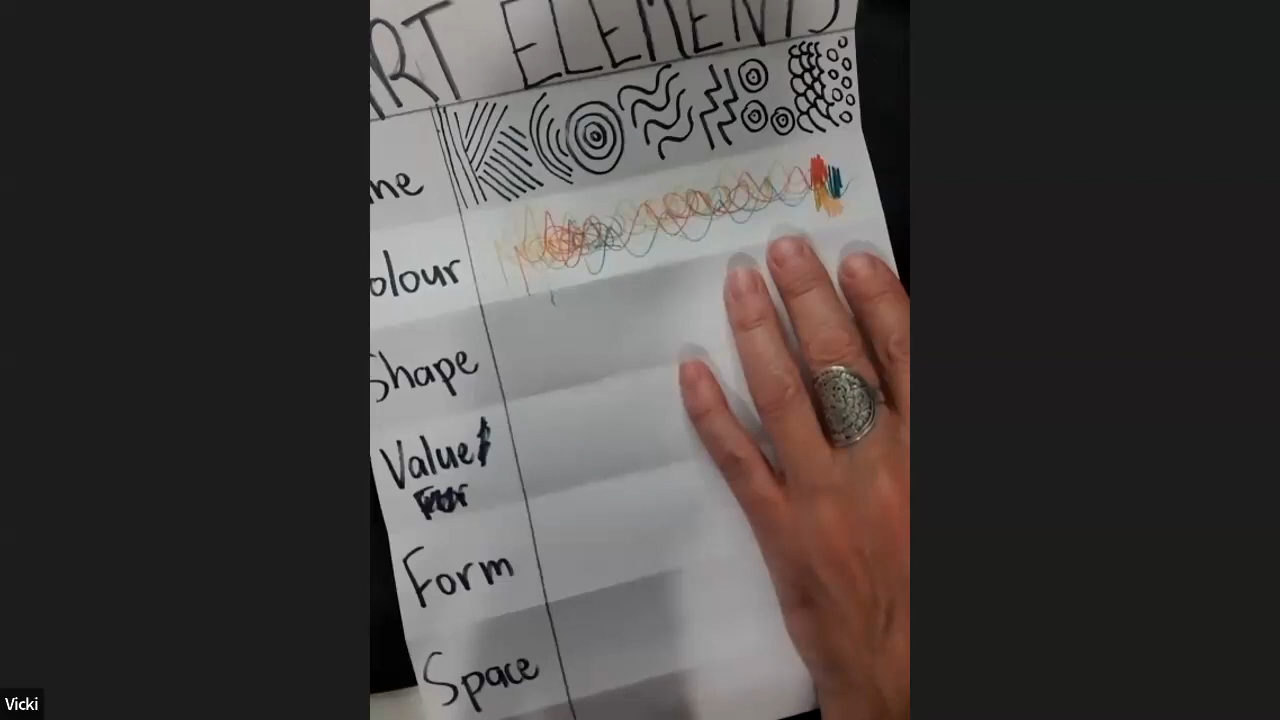 ART ELEMENTS
ne
olour
Shape
Value
Form
Space
Vicki